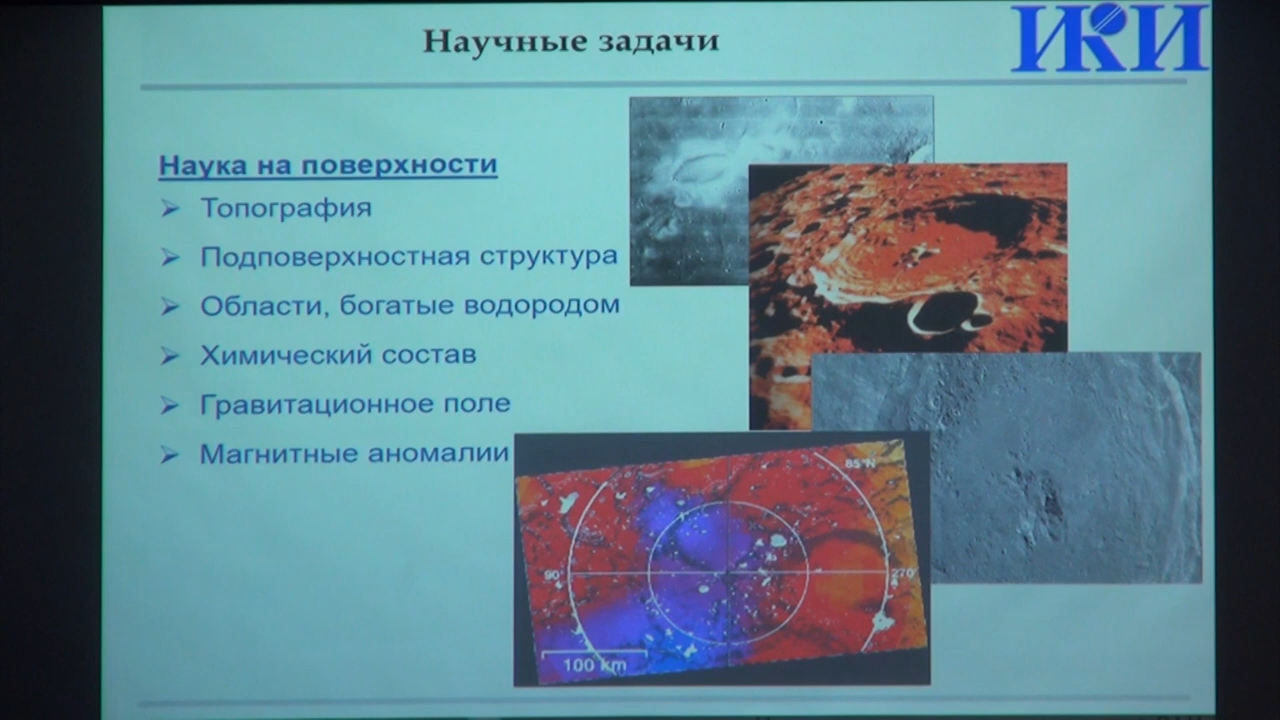 Научные задачи
ИКИ
Наука на поверхности
Топография
Подповерхностная структура
Области, богатые водородом
Химический состав
Гравитационное поле
Магнитные аномалии
85°N
90°
270°
100 km